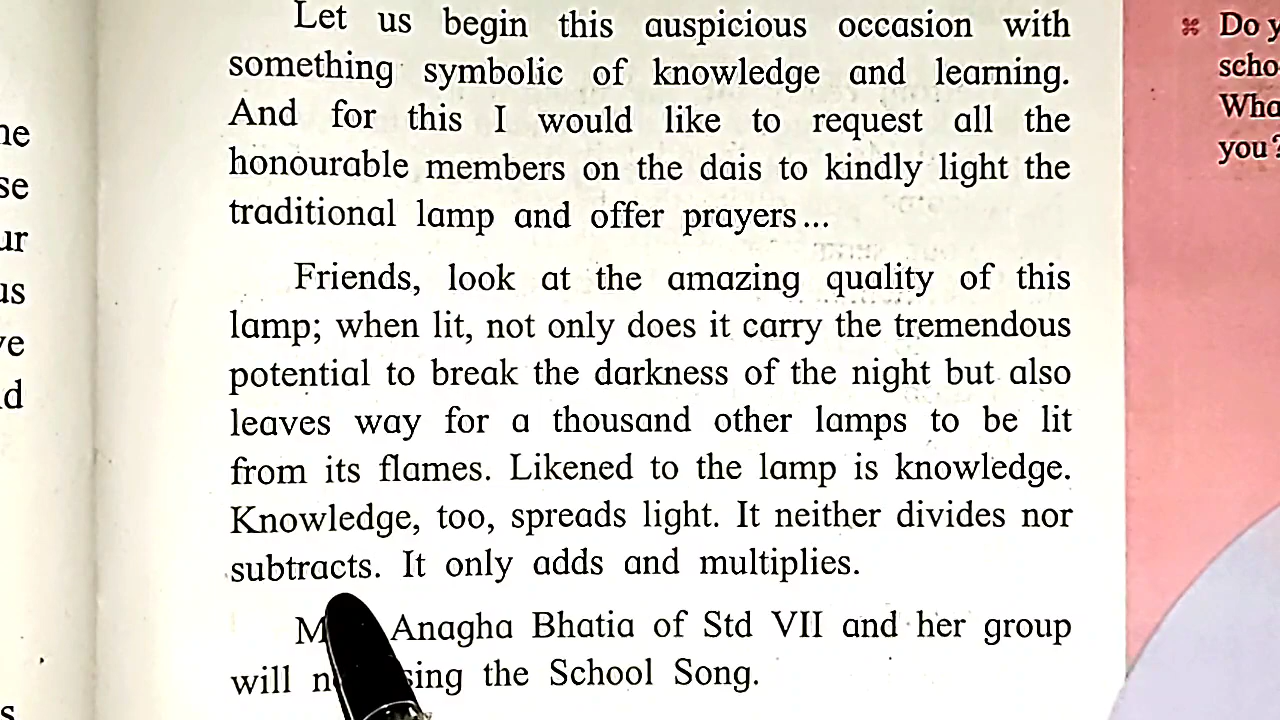 Let us begin this auspicious occasion with
something symbolic of knowledge and learning.
And for this I would like to request all the
honourable members on the dais to kindly light the
traditional lamp and offer prayers...
Friends, look at the amazing quality of this
lamp; when lit, not only does it carry the tremendous
potential to break the darkness of the night but also
leaves way for a thousand other lamps to be lit
from its flames. Likened to the lamp is knowledge.
Knowledge, too, spreads light. It neither divides nor
subtracts. It only adds and multiplies.
Anagha Bhatia of Std VII and her group
will sing the School Song.
Do
you?